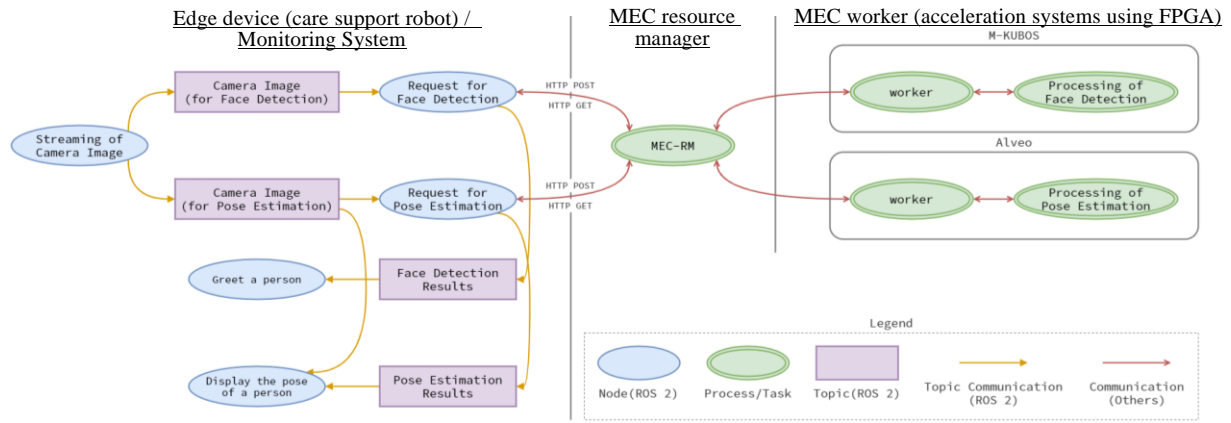 Edge device (care support robot) /
Monitoring System
MEC resource
manager
MEC worker (acceleration systems using FPGA)
M-KUBOS
Camera Image
(for Face Detection)
Request for
Face Detection
HTTP POST
HTTP GET
worker
Processing of
Face Detection
Streaming of
Camera Image
MEC-RM
Alveo
Camera Image
(for Pose Estimation)
Request for
Pose Estimation
HTTP POST
HTTP GET
worker
Processing of
Pose Estimation
Greet a person
Face Detection
Results
Display the pose
of a person
Pose Estimation
Results
Legend
Node(ROS 2)
Process/Task
Topic(ROS 2)
Topic Communication
(ROS 2)
Communication
(Others)